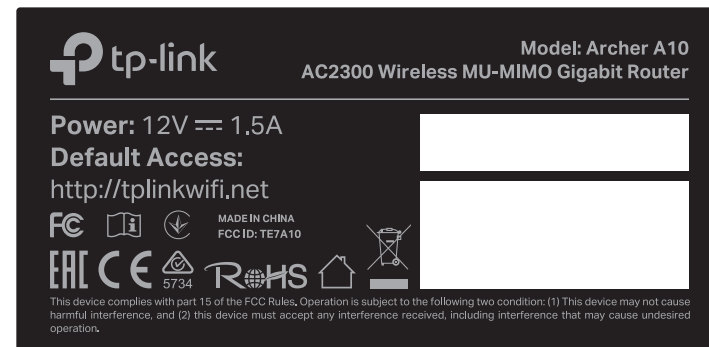 tp-link
Model: Archer A10
AC2300 Wireless MU-MIMO Gigabit Router
Power: 12V ⎓ 1.5A
Default Access:
http://tplinkwifi.net
FC
MADE IN CHINA
FCC ID: TE7A10
EAC CE 5734 RoHS
This device complies with part 15 of the FCC Rules. Operation is subject to the following two condition: (1) This device may not cause
harmful interference, and (2) this device must accept any interference received, including interference that may cause undesired
operation.